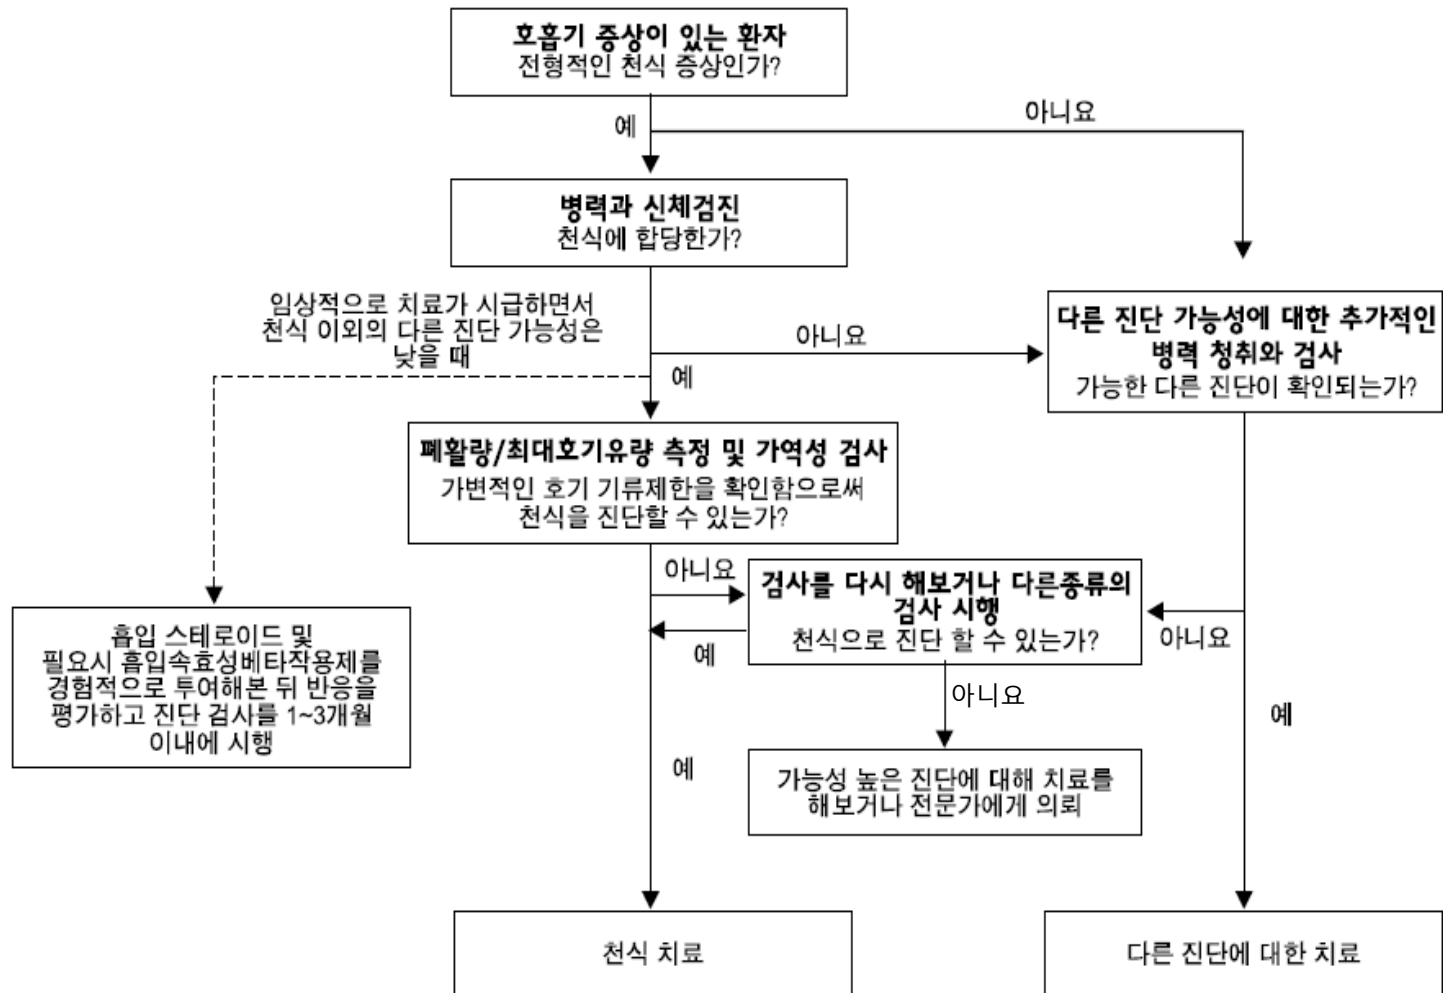 호흡기 증상이 있는 환자
전형적인 천식 증상인가?
예
아니요
병력과 신체검진
천식에 합당한가?
임상적으로 치료가 시급하면서
천식 이외의 다른 진단 가능성은
낮을 때
아니요
예
다른 진단 가능성에 대한 추가적인
병력 청취와 검사
가능한 다른 진단이 확인되는가?
폐활량/최대호기유량 측정 및 가역성 검사
가변적인 호기 기류제한을 확인함으로써
천식을 진단할 수 있는가?
아니요
예
검사를 다시 해보거나 다른종류의
검사 시행
천식으로 진단 할 수 있는가?
아니요
아니요
예
흡입 스테로이드 및
필요시 흡입속효성베타작용제를
경험적으로 투여해본 뒤 반응을
평가하고 진단 검사를 1~3개월
이내에 시행
예
가능성 높은 진단에 대해 치료를
해보거나 전문가에게 의뢰
천식 치료
다른 진단에 대한 치료